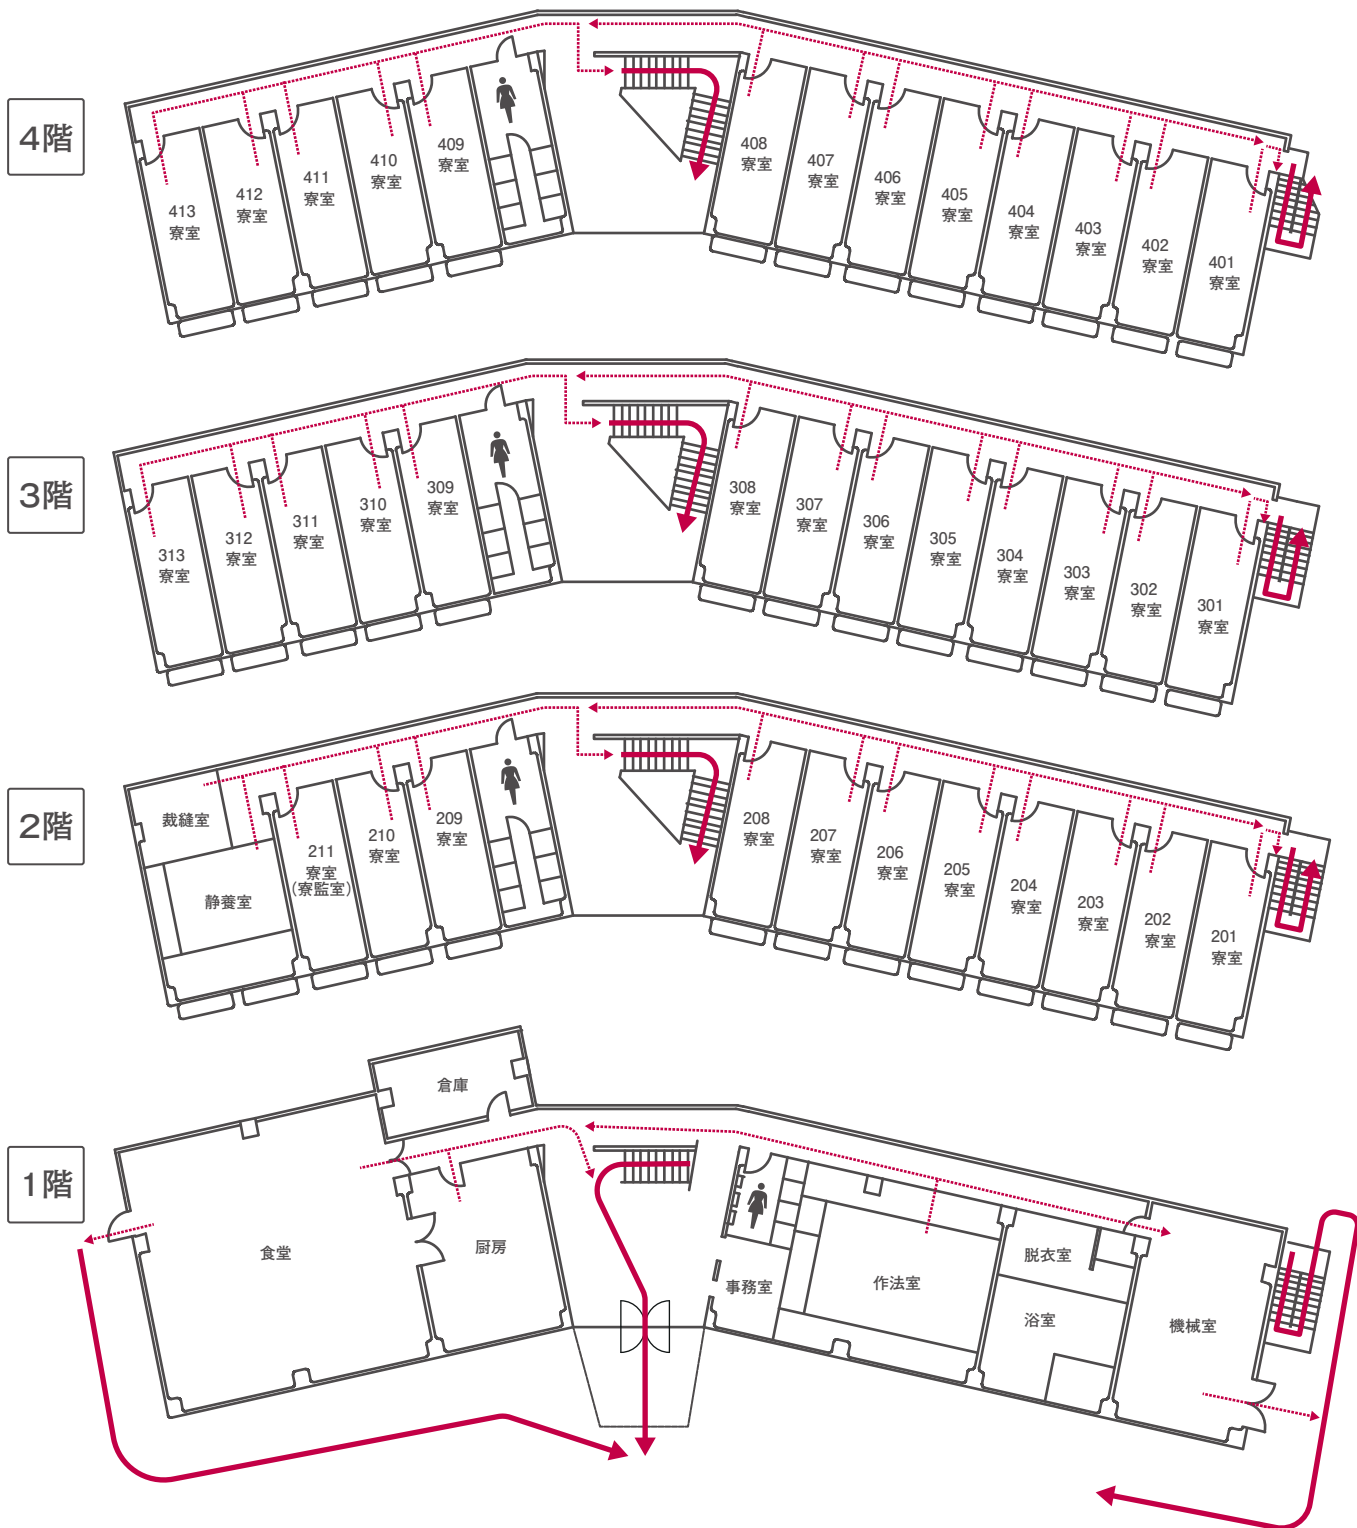 4階
413
寮室
412
寮室
411
寮室
410
寮室
409
寮室
408
寮室
407
寮室
406
寮室
405
寮室
404
寮室
403
寮室
402
寮室
401
寮室
3階
313
寮室
312
寮室
311
寮室
310
寮室
309
寮室
308
寮室
307
寮室
306
寮室
305
寮室
304
寮室
303
寮室
302
寮室
301
寮室
2階
裁縫室
静養室
211
寮室
(寮監室)
210
寮室
209
寮室
208
寮室
207
寮室
206
寮室
205
寮室
204
寮室
203
寮室
202
寮室
201
寮室
1階
倉庫
食堂
厨房
事務室
作法室
脱衣室
浴室
機械室